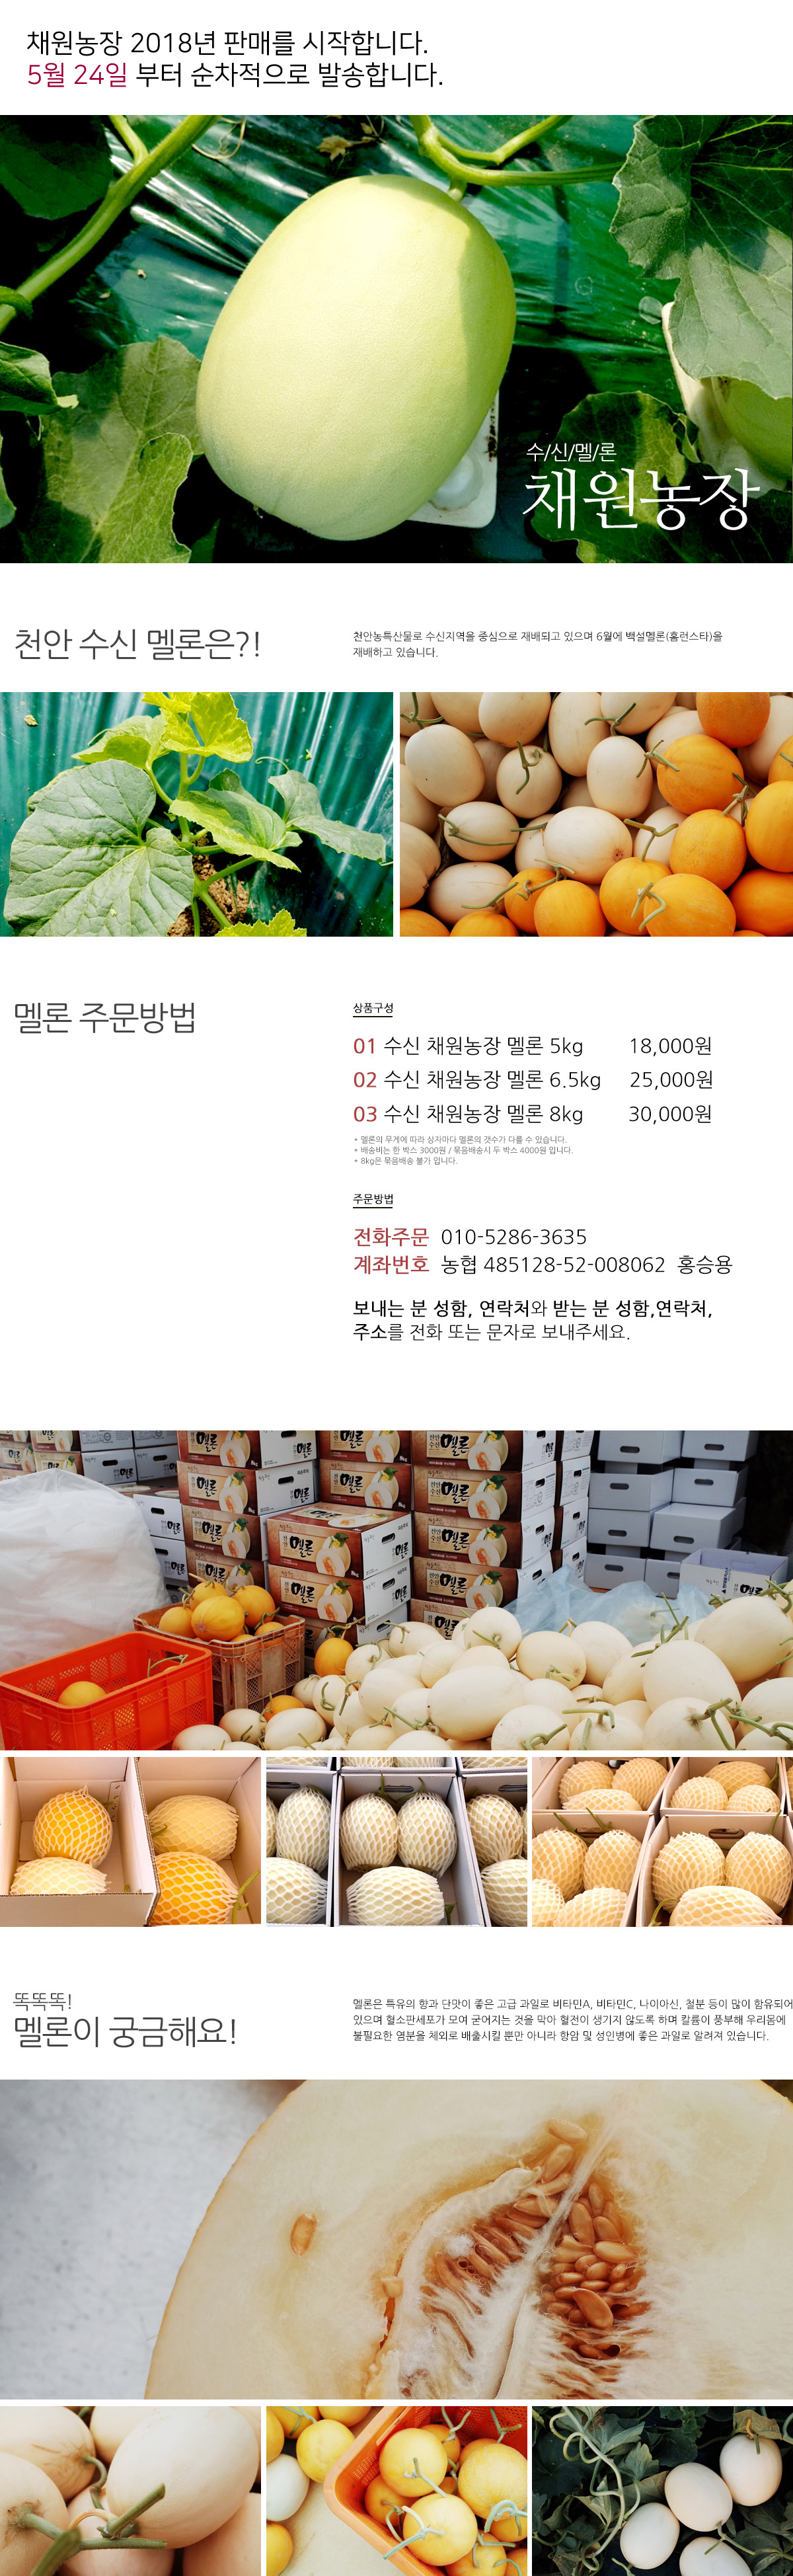 채원농장 2018년 판매를 시작합니다.
5월 24일 부터 순차적으로 발송합니다.
수/신/멜/론
채원농장
천안 수신 멜론은?!
천안농특산물로 수신지역을 중심으로 재배되고 있으며 6월에 백설멜론(홈런스타)을
재배하고 있습니다.
멜론 주문방법
상품구성
01 수신 채원농장 멜론 5kg 18,000원
02 수신 채원농장 멜론 6.5kg 25,000원
03 수신 채원농장 멜론 8kg 30,000원
* 멜론의 무게에 따라 상자마다 멜론의 갯수가 다를 수 있습니다.
* 배송비는 한 박스 3000원 / 묶음배송시 두 박스 4000원 입니다.
* 8kg은 묶음배송 불가 입니다.
주문방법
전화주문 010-5286-3635
계좌번호 농협 485128-52-008062 홍승용
보내는 분 성함, 연락처와 받는 분 성함,연락처,
주소를 전화 또는 문자로 보내주세요.
멜론
멜론
멜론
멜론
천안수신 멜론
멜론
똑똑똑!
멜론이 궁금해요!
멜론은 특유의 향과 단맛이 좋은 고급 과일로 비타민A, 비타민C, 나이아신, 철분 등이 많이 함유되어
있으며 혈소판세포가 모여 굳어지는 것을 막아 혈전이 생기지 않도록 하며 칼륨이 풍부해 우리몸에
불필요한 염분을 체외로 배출시킬 뿐만 아니라 항암 및 성인병에 좋은 과일로 알려져 있습니다.